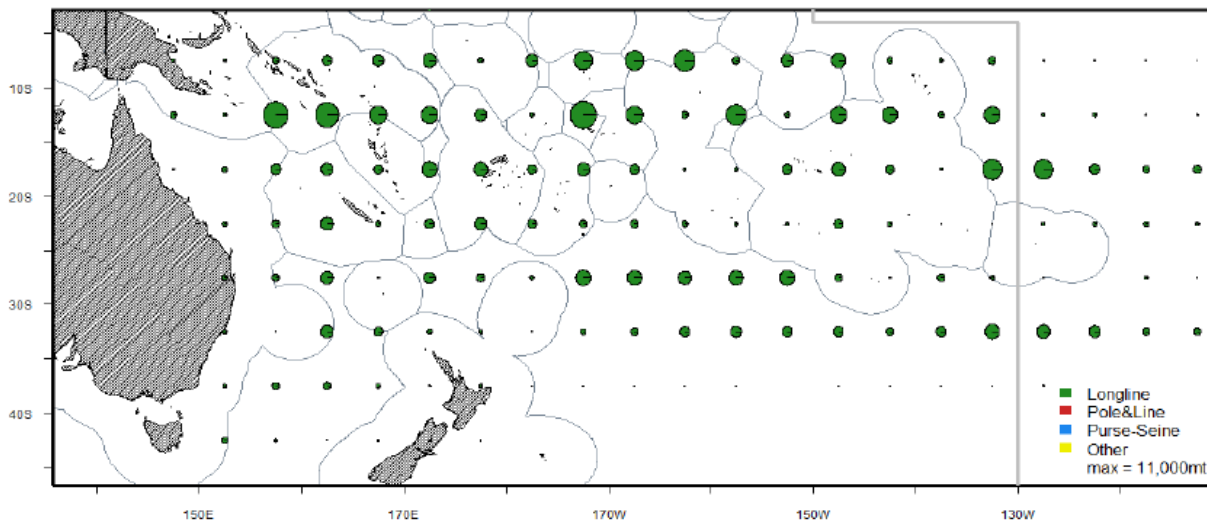 10S
20S
30S
40S
Longline
Pole&Line
Purse-Seine
Other
max = 11,000mt
150E
170E
170W
150W
130W